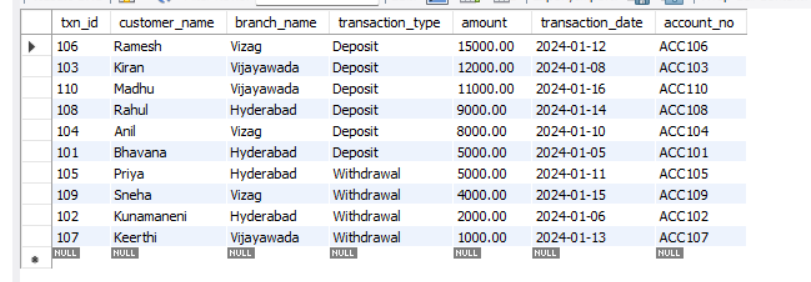 txn_id customer_name branch_name transaction_type amount transaction_date account_no
106 Ramesh Vizag Deposit 15000.00 2024-01-12 ACC106
103 Kiran Vijayawada Deposit 12000.00 2024-01-08 ACC103
110 Madhu Vijayawada Deposit 11000.00 2024-01-16 ACC110
108 Rahul Hyderabad Deposit 9000.00 2024-01-14 ACC108
104 Anil Vizag Deposit 8000.00 2024-01-10 ACC104
101 Bhavana Hyderabad Deposit 5000.00 2024-01-05 ACC101
105 Priya Hyderabad Withdrawal 5000.00 2024-01-11 ACC105
109 Sneha Vizag Withdrawal 4000.00 2024-01-15 ACC109
102 Kunamaneni Hyderabad Withdrawal 2000.00 2024-01-06 ACC102
107 Keerthi Vijayawada Withdrawal 1000.00 2024-01-13 ACC107
NULL NULL NULL NULL NULL NULL NULL